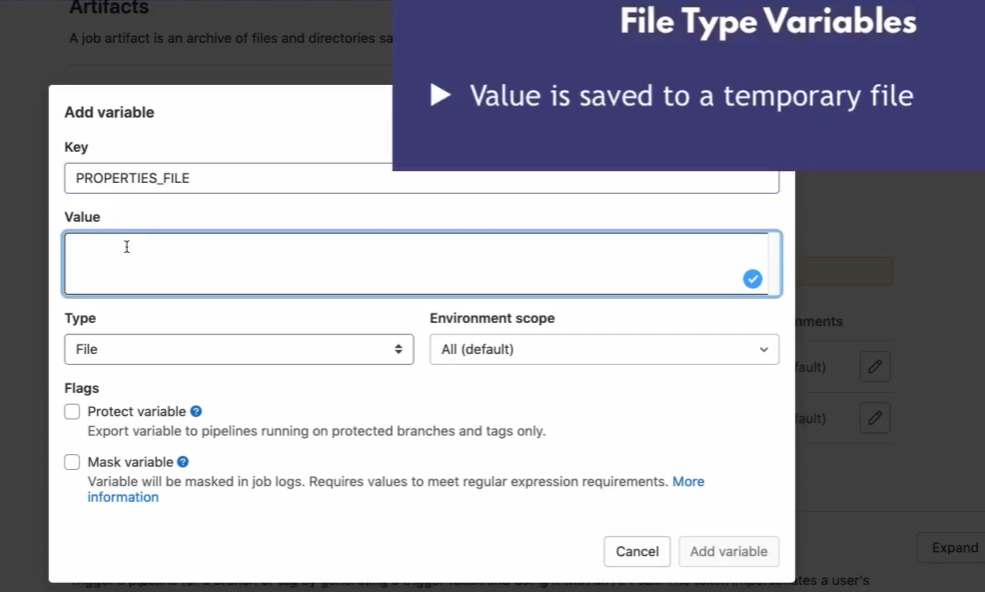 Artifacts
A job artifact is an archive of files and directories sa
File Type Variables
Value is saved to a temporary file
Add variable
Key
PROPERTIES_FILE
Value
Type
Environment scope
File
All (default)
Flags
Protect variable
Export variable to pipelines running on protected branches and tags only.
Mask variable
Variable will be masked in job logs. Requires values to meet regular expression requirements. More
information
Cancel
Add variable
nments
fault)
fault)
Expand
ates a user's